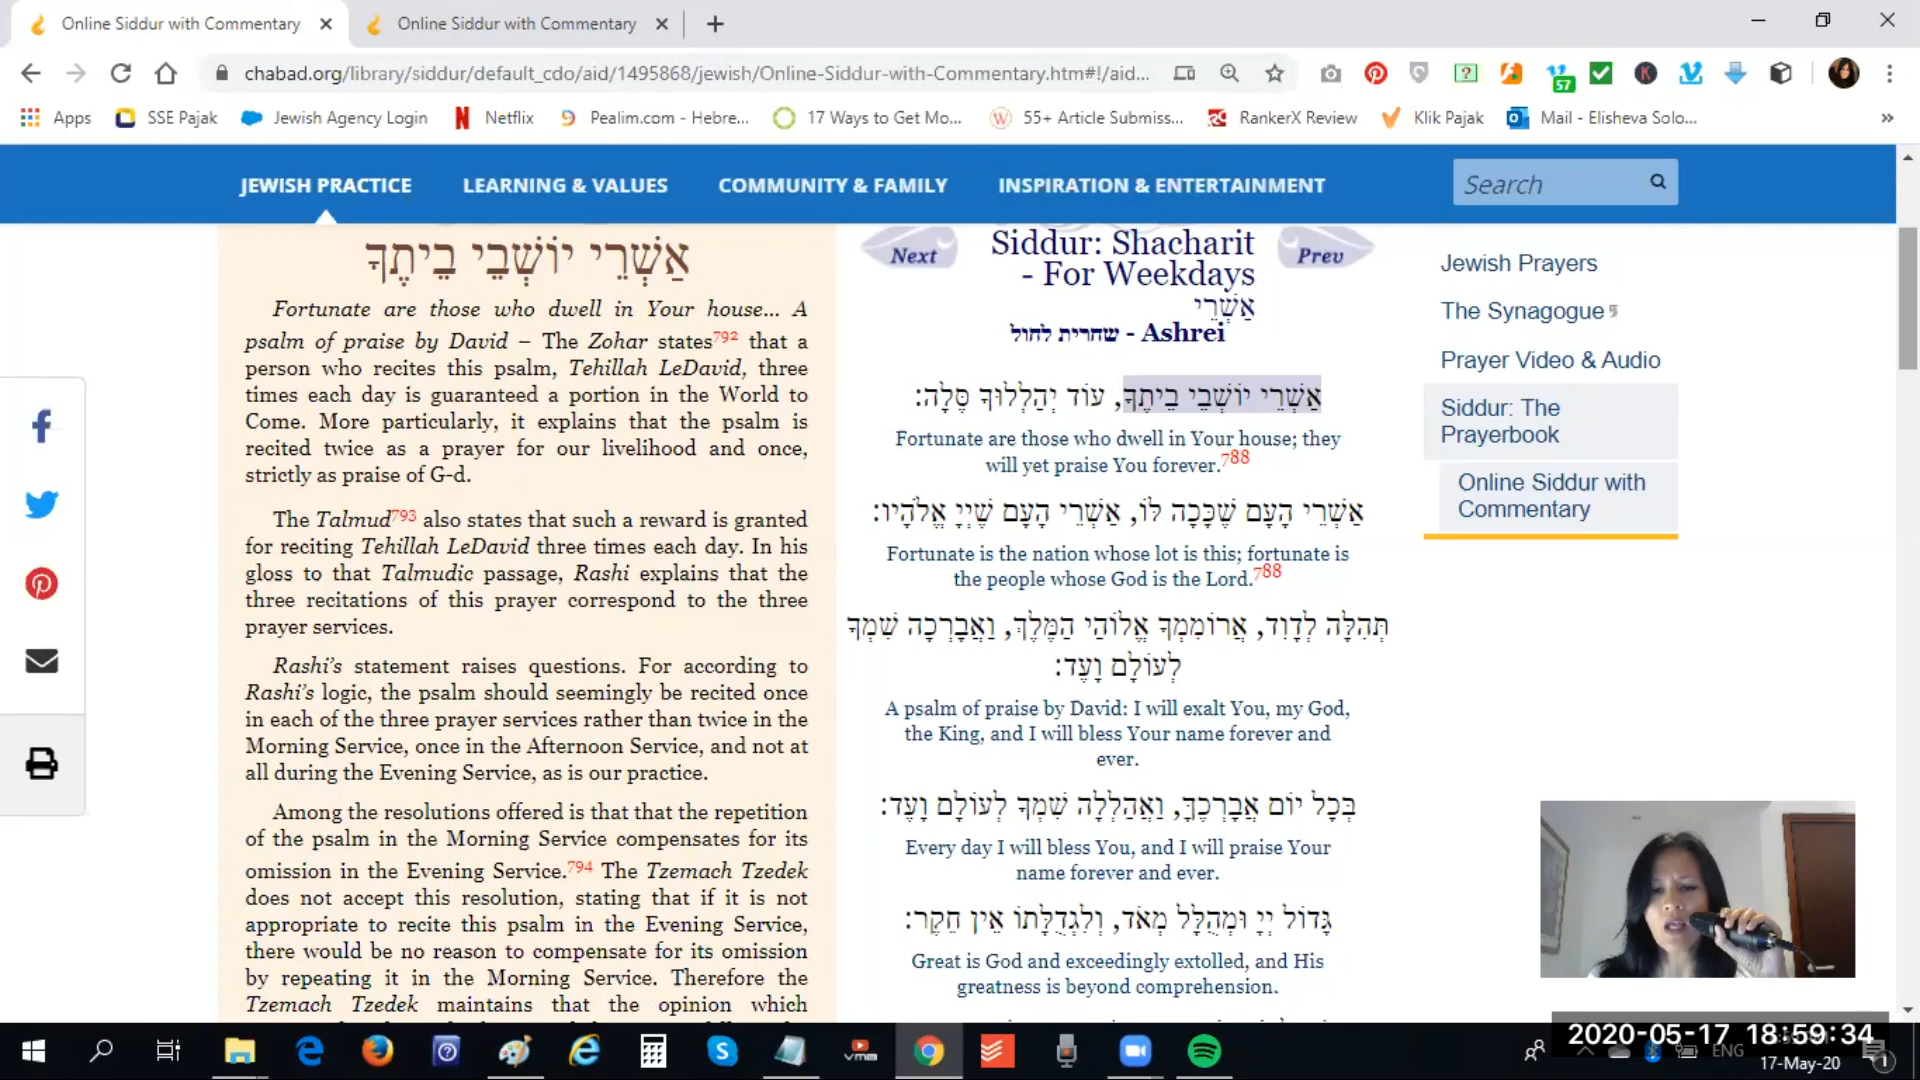 Online Siddur with Commentary
Online Siddur with Commentary
chabad.org/library/siddur/default_cdo/aid/1495868/jewish/Online-Siddur-with-Commentary.htm#!/aid...
57
Apps
SSE Pajak
Jewish Agency Login
Netflix
Pealim.com - Hebre...
17 Ways to Get Mo...
55+ Article Submiss...
RankerX Review
Klik Pajak
Mail - Elisheva Solo...
»
JEWISH PRACTICE
LEARNING & VALUES
COMMUNITY & FAMILY
INSPIRATION & ENTERTAINMENT
Search
אַשְׁרֵי יוֹשְׁבֵי בֵיתֶךָ
Fortunate are those who dwell in Your house... A
psalm of praise by David – The Zohar states792 that a
person who recites this psalm, Tehillah LeDavid, three
times each day is guaranteed a portion in the World to
Come. More particularly, it explains that the psalm is
recited twice as a prayer for our livelihood and once,
strictly as praise of G-d.
The Talmud793 also states that such a reward is granted
for reciting Tehillah LeDavid three times each day. In his
gloss to that Talmudic passage, Rashi explains that the
three recitations of this prayer correspond to the three
prayer services.
Rashi's statement raises questions. For according to
Rashi's logic, the psalm should seemingly be recited once
in each of the three prayer services rather than twice in the
Morning Service, once in the Afternoon Service, and not at
all during the Evening Service, as is our practice.
Among the resolutions offered is that that the repetition
of the psalm in the Morning Service compensates for its
omission in the Evening Service.794 The Tzemach Tzedek
does not accept this resolution, stating that if it is not
appropriate to recite this psalm in the Evening Service,
there would be no reason to compensate for its omission
by repeating it in the Morning Service. Therefore the
Tzemach Tzedek maintains that the opinion which
Next
Siddur: Shacharit
- For Weekdays
Prev
אַשְׁרֵי
שחרית לחול - Ashrei
אַשְׁרֵי יוֹשְׁבֵי בֵיתֶךָ, עוֹד יְהַלְלוּךָ סֶּלָה:
Fortunate are those who dwell in Your house; they
will yet praise You forever.788
אַשְׁרֵי הָעָם שֶׁכָּכָה לּוֹ, אַשְׁרֵי הָעָם שֶׁיְיָ אֱלֹהָיו:
Fortunate is the nation whose lot is this; fortunate is
the people whose God is the Lord.788
תְּהִלָּה לְדָוִד, אֲרוֹמִמְךָ אֱלוֹהַי הַמֶּלֶךְ, וַאֲבָרְכָה שִׁמְךָ
לְעוֹלָם וָעֶד:
A psalm of praise by David: I will exalt You, my God,
the King, and I will bless Your name forever and
ever.
בְּכָל יוֹם אֲבָרְכֶךָּ, וַאֲהַלְלָה שִׁמְךָ לְעוֹלָם וָעֶד:
Every day I will bless You, and I will praise Your
name forever and ever.
גָּדוֹל יְיָ וּמְהֻלָּל מְאֹד, וְלִגְדֻלָּתוֹ אֵין חֵקֶר:
Great is God and exceedingly extolled, and His
greatness is beyond comprehension.
Jewish Prayers
The Synagogue
Prayer Video & Audio
Siddur: The
Prayerbook
Online Siddur with
Commentary
2020-05-17 18:59:34
ENG
17-May-20
1